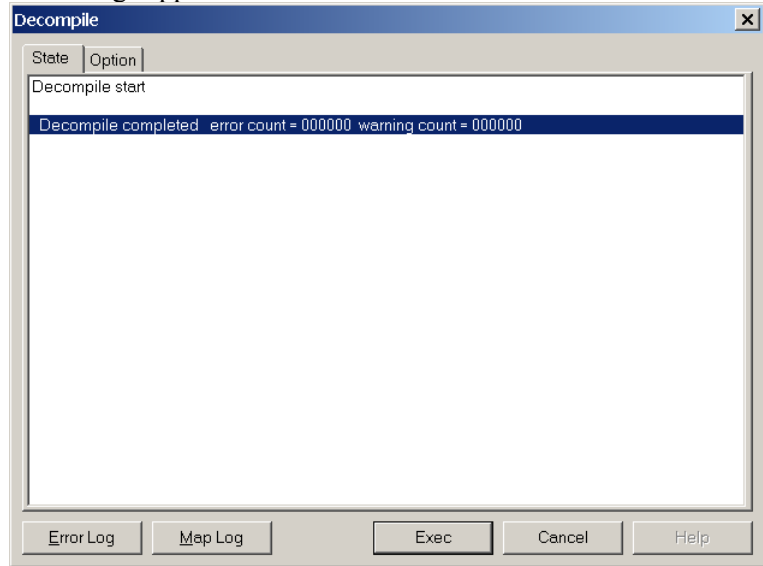 Decompile
State Option
Decompile start
Decompile completed error count = 000000 warning count = 000000
Error Log Map Log Exec Cancel Help